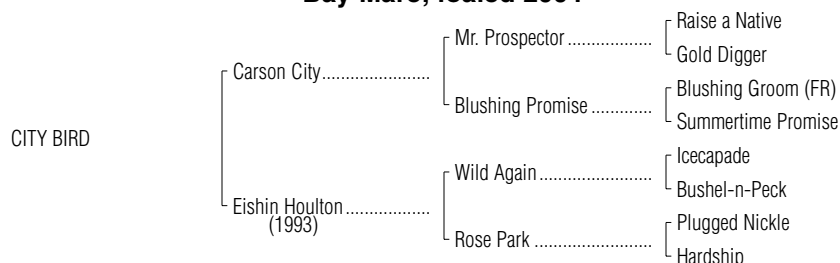 Bay Mare, foaled
Raise a Native
Mr. Prospector ....................
Gold Digger
Carson City..........................
Blushing Groom (FR)
Blushing Promise ...............
Summertime Promise
CITY BIRD
Icecapade
Wild Again ...........................
Bushel-n-Peck
Eishin Houlton.....................
(1993)
Plugged Nickle
Rose Park ............................
Hardship